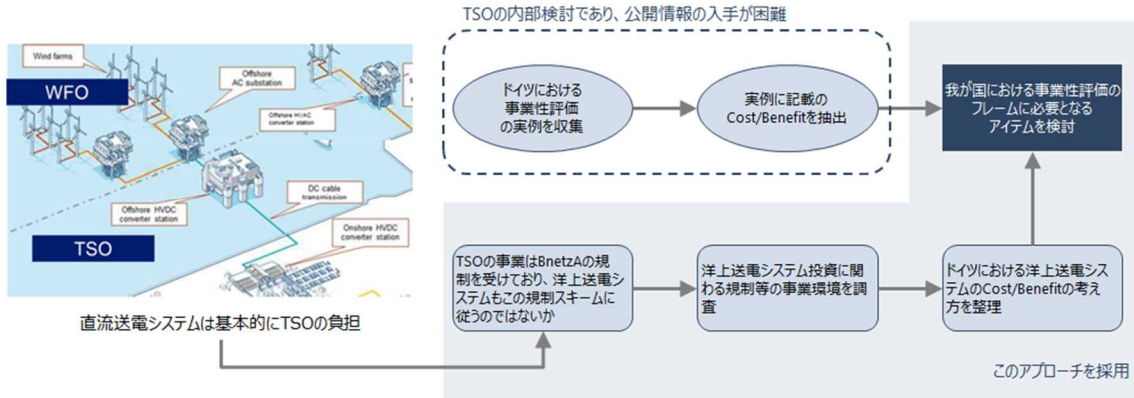 TSOの内部検討であり、公開情報の入手が困難
Wind farms
WFO
Offshore
AC substation
Offshore HVAC
converter station
DC cable
transmission
Offshore HVDC
converter station
Onshore HVDC
converter station
TSO
直流送電システムは基本的にTSOの負担
ドイツにおける
事業性評価
の実例を収集
実例に記載の
Cost/Benefitを抽出
我が国における事業性評価の
フレームに必要となる
アイテムを検討
TSOの事業はBnetzAの規
制を受けており、洋上送電シ
ステムもこの規制スキームに
従うのではないか
洋上送電システム投資に関
わる規制等の事業環境を調
査
ドイツにおける洋上送電シス
テムのCost/Benefitの考え
方を整理
このアプローチを採用